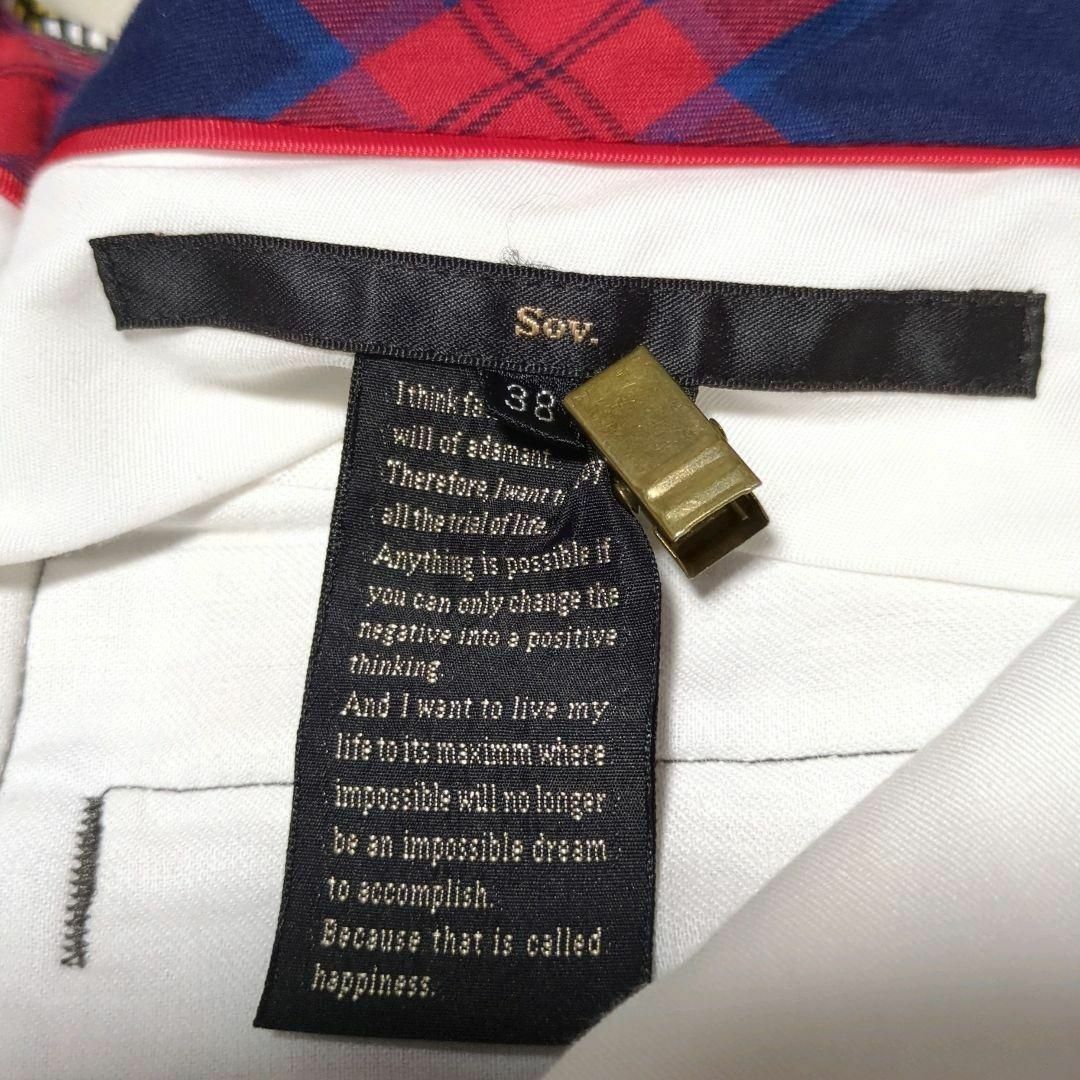 Sov.
38
I think
will of adamant.
Therefore, I want
all the trial of life.
Anything is possible if
you can only change the
negative into a positive
thinking.
And I want to live my
life to its maximm where
impossible will no longer
be an impossible dream
to accomplish.
Because that is called
happiness.